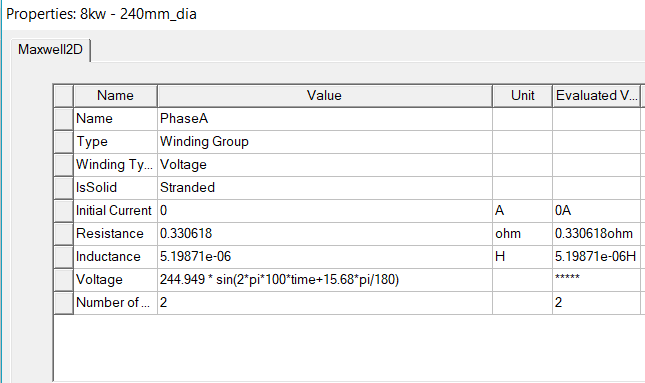 Properties: 8kw - 240mm_dia
Maxwell2D
Name Value Unit Evaluated V...
Name PhaseA
Type Winding Group
Winding Ty... Voltage
IsSolid Stranded
Initial Current 0 A 0A
Resistance 0.330618 ohm 0.330618ohm
Inductance 5.19871e-06 H 5.19871e-06H
Voltage 244.949 * sin(2*pi*100*time+15.68*pi/180) *****
Number of ... 2 2